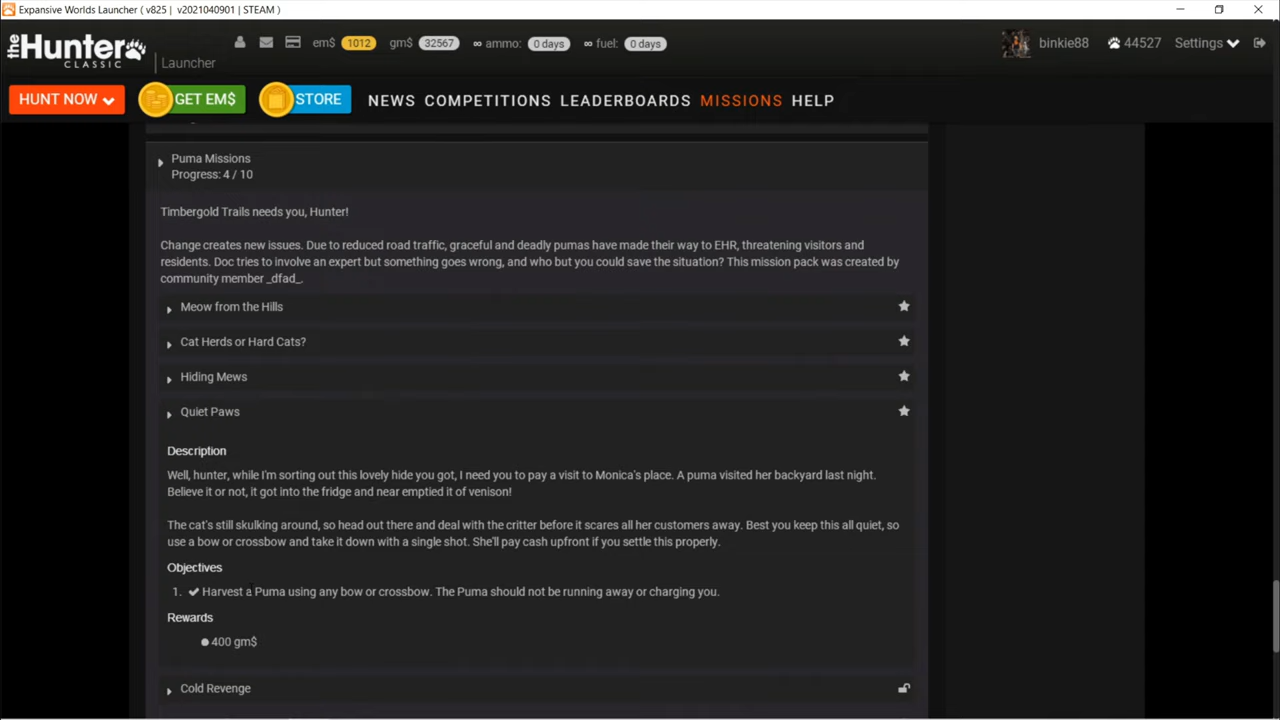 Expansive Worlds Launcher ( v825 | v2021040901 | STEAM )
theHunter CLASSIC | Launcher
em$ 1012 gm$ 32567 ∞ ammo: 0 days ∞ fuel: 0 days binkie88 44527 Settings
HUNT NOW GET EM$ STORE NEWS COMPETITIONS LEADERBOARDS MISSIONS HELP
Puma Missions
Progress: 4 / 10
Timbergold Trails needs you, Hunter!
Change creates new issues. Due to reduced road traffic, graceful and deadly pumas have made their way to EHR, threatening visitors and
residents. Doc tries to involve an expert but something goes wrong, and who but you could save the situation? This mission pack was created by
community member _dfad_.
Meow from the Hills
Cat Herds or Hard Cats?
Hiding Mews
Quiet Paws
Description
Well, hunter, while I'm sorting out this lovely hide you got, I need you to pay a visit to Monica's place. A puma visited her backyard last night.
Believe it or not, it got into the fridge and near emptied it of venison!
The cat's still skulking around, so head out there and deal with the critter before it scares all her customers away. Best you keep this all quiet, so
use a bow or crossbow and take it down with a single shot. She'll pay cash upfront if you settle this properly.
Objectives
1. ✔ Harvest a Puma using any bow or crossbow. The Puma should not be running away or charging you.
Rewards
● 400 gm$
Cold Revenge